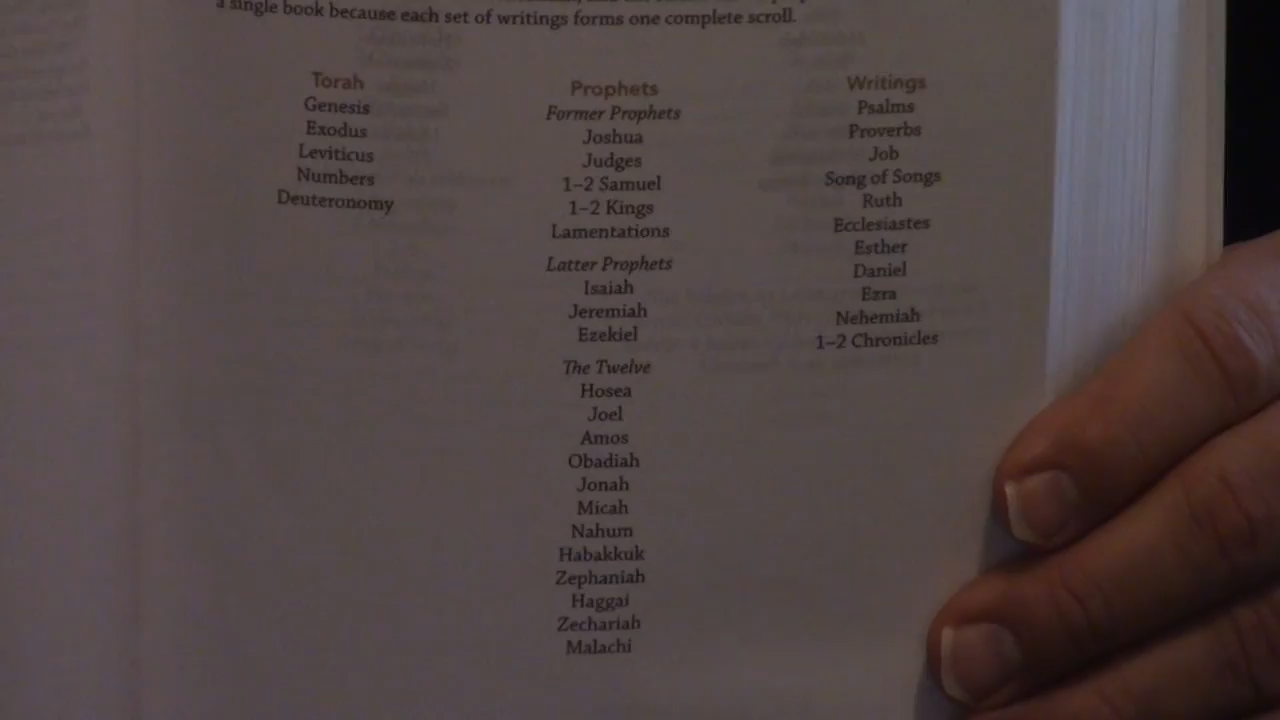 a single book because each set of writings forms one complete scroll.
Torah
Genesis
Exodus
Leviticus
Numbers
Deuteronomy
Prophets
Former Prophets
Joshua
Judges
1–2 Samuel
1–2 Kings
Lamentations
Latter Prophets
Isaiah
Jeremiah
Ezekiel
The Twelve
Hosea
Joel
Amos
Obadiah
Jonah
Micah
Nahum
Habakkuk
Zephaniah
Haggai
Zechariah
Malachi
Writings
Psalms
Proverbs
Job
Song of Songs
Ruth
Ecclesiastes
Esther
Daniel
Ezra
Nehemiah
1–2 Chronicles